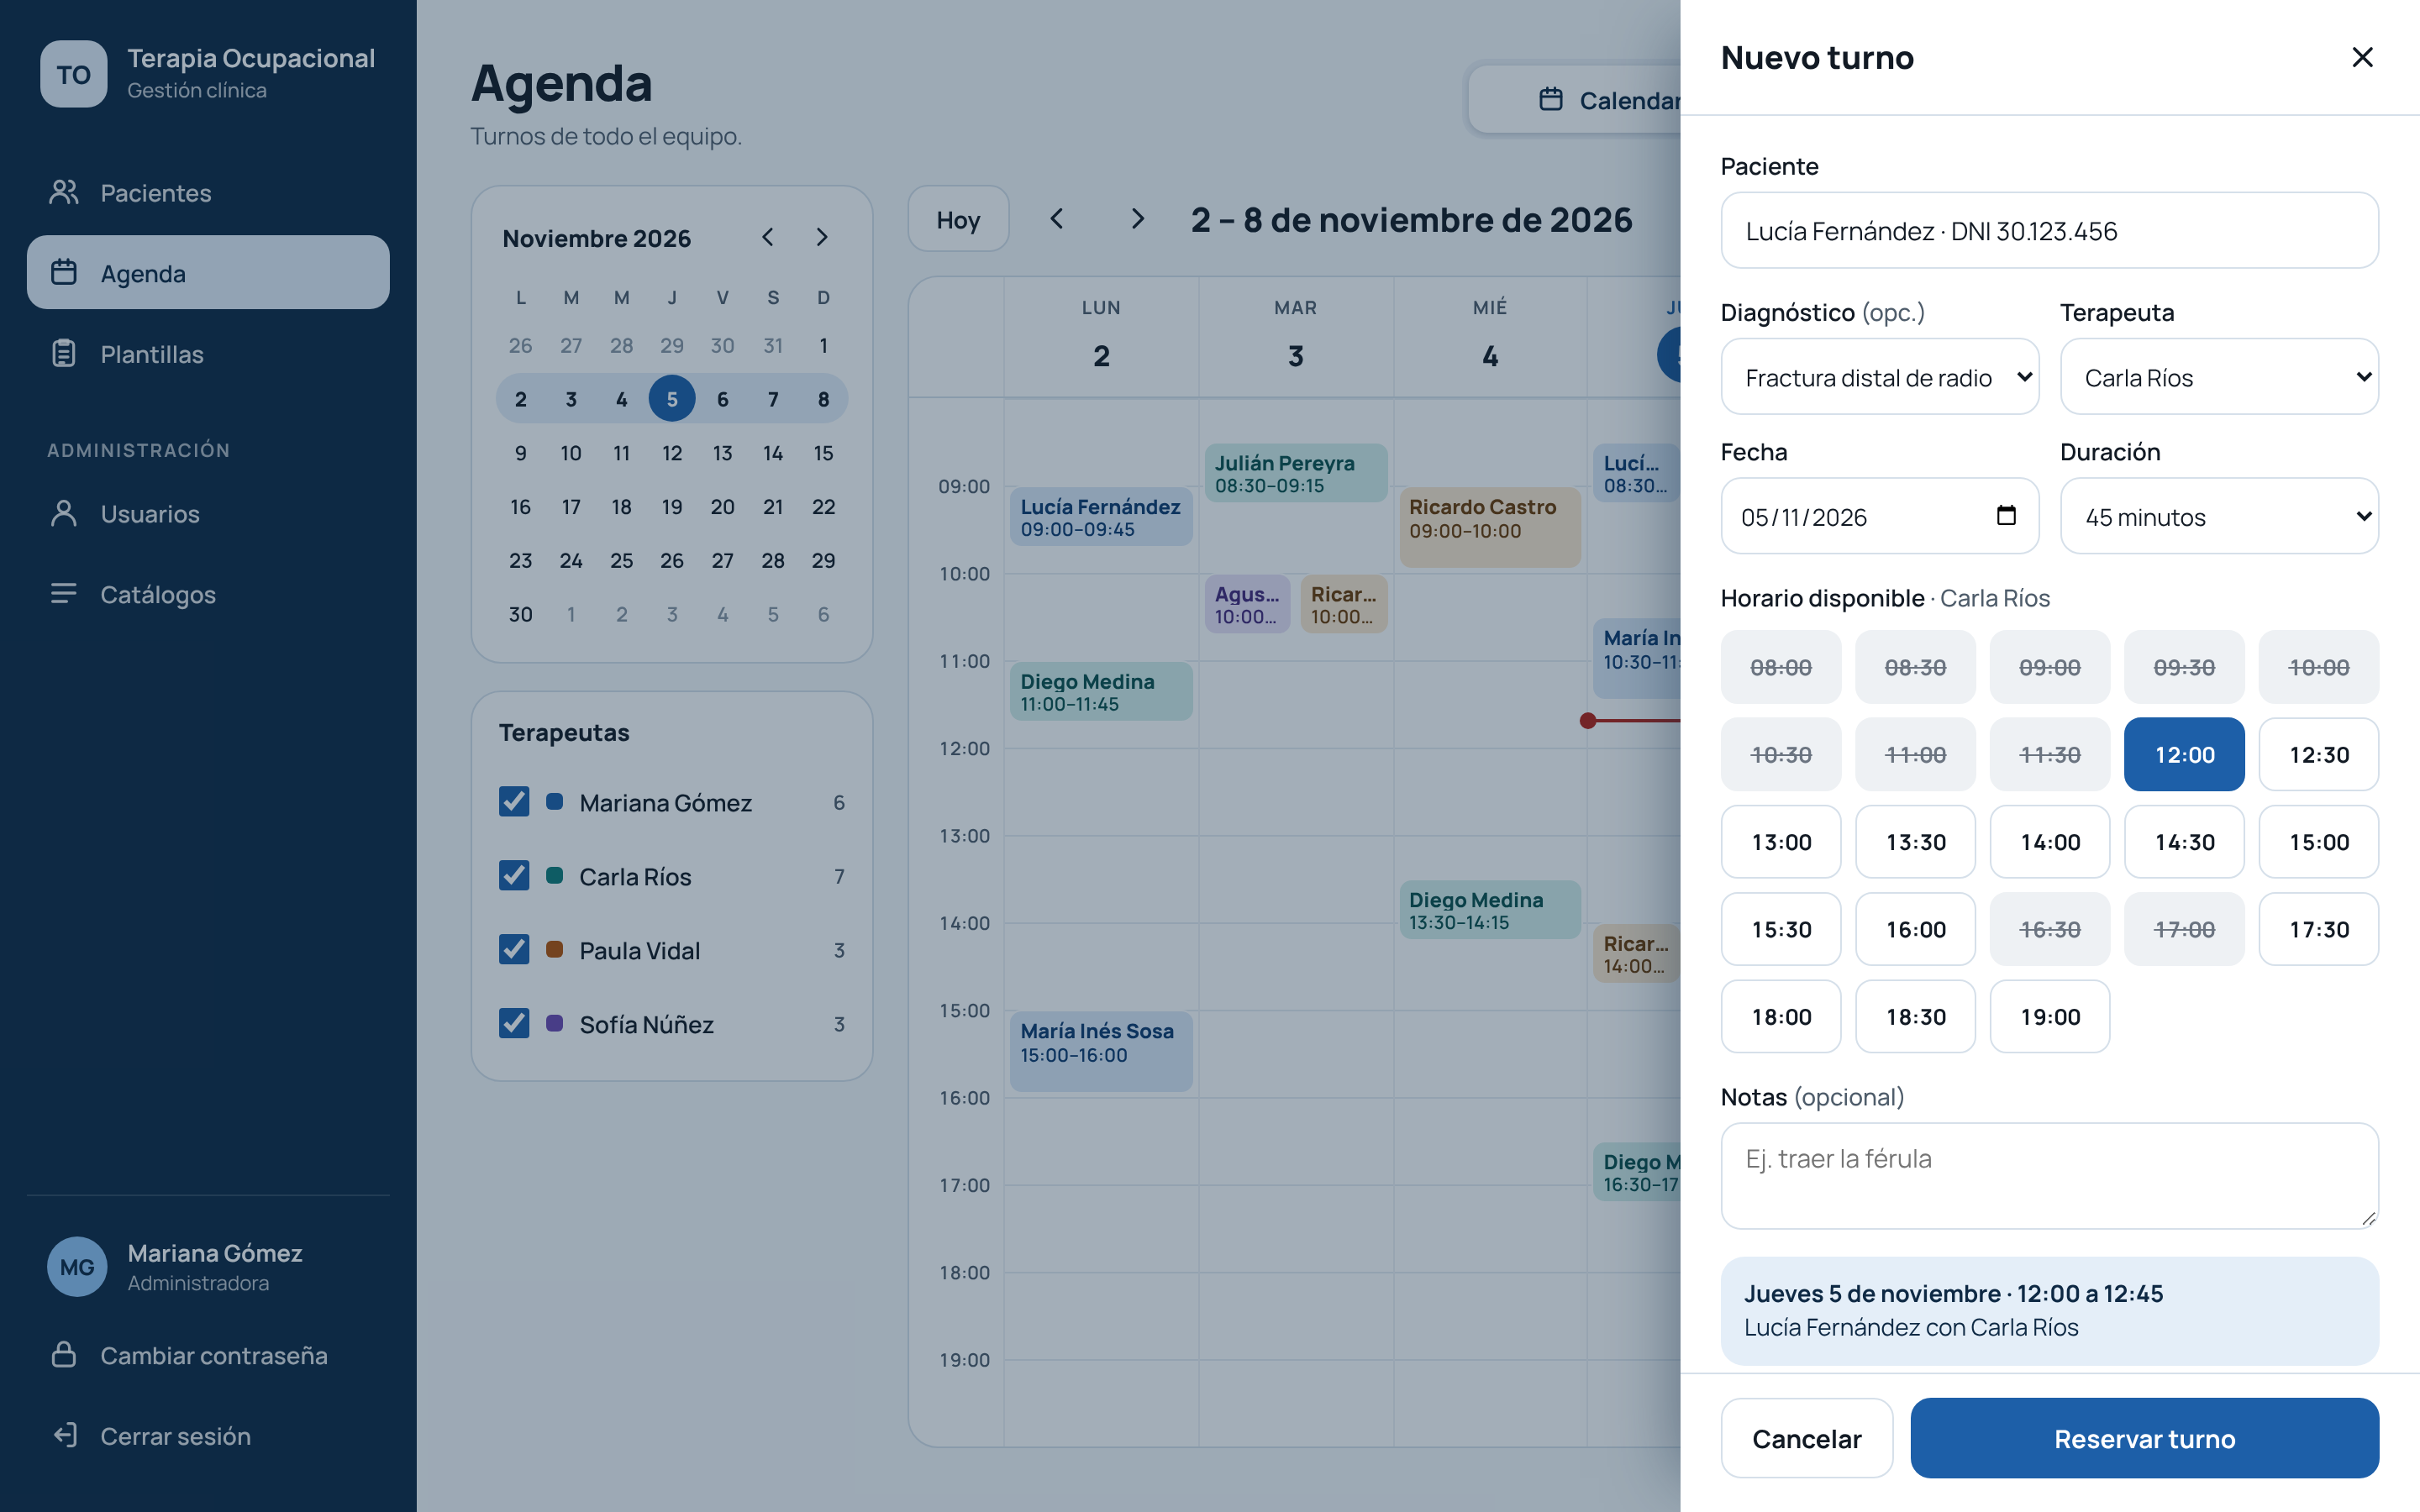 TO
Terapia Ocupacional
Gestión clínica
Pacientes
Agenda
Plantillas
ADMINISTRACIÓN
Usuarios
Catálogos
MG
Mariana Gómez
Administradora
Cambiar contraseña
Cerrar sesión
Agenda
Turnos de todo el equipo.
Noviembre 2026
L M M J V S D
26 27 28 29 30 31 1
2 3 4 5 6 7 8
9 10 11 12 13 14 15
16 17 18 19 20 21 22
23 24 25 26 27 28 29
30 1 2 3 4 5 6
Terapeutas
Mariana Gómez 6
Carla Ríos 7
Paula Vidal 3
Sofía Núñez 3
Hoy
2 – 8 de noviembre de 2026
LUN MAR MIÉ
2 3 4
09:00
10:00
11:00
12:00
13:00
14:00
15:00
16:00
17:00
18:00
19:00
Lucía Fernández
09:00–09:45
Diego Medina
11:00–11:45
María Inés Sosa
15:00–16:00
Julián Pereyra
08:30–09:15
Agus...
10:00...
Ricar...
10:00...
Ricardo Castro
09:00–10:00
Diego Medina
13:30–14:15
Lucí...
08:30...
María In
10:30–11:
Ricar...
14:00...
Diego M
16:30–17
Nuevo turno
Paciente
Lucía Fernández · DNI 30.123.456
Diagnóstico (opc.)
Fractura distal de radio
Terapeuta
Carla Ríos
Fecha
05/11/2026
Duración
45 minutos
Horario disponible · Carla Ríos
08:00 08:30 09:00 09:30 10:00
10:30 11:00 11:30 12:00 12:30
13:00 13:30 14:00 14:30 15:00
15:30 16:00 16:30 17:00 17:30
18:00 18:30 19:00
Notas (opcional)
Ej. traer la férula
Jueves 5 de noviembre · 12:00 a 12:45
Lucía Fernández con Carla Ríos
Cancelar
Reservar turno